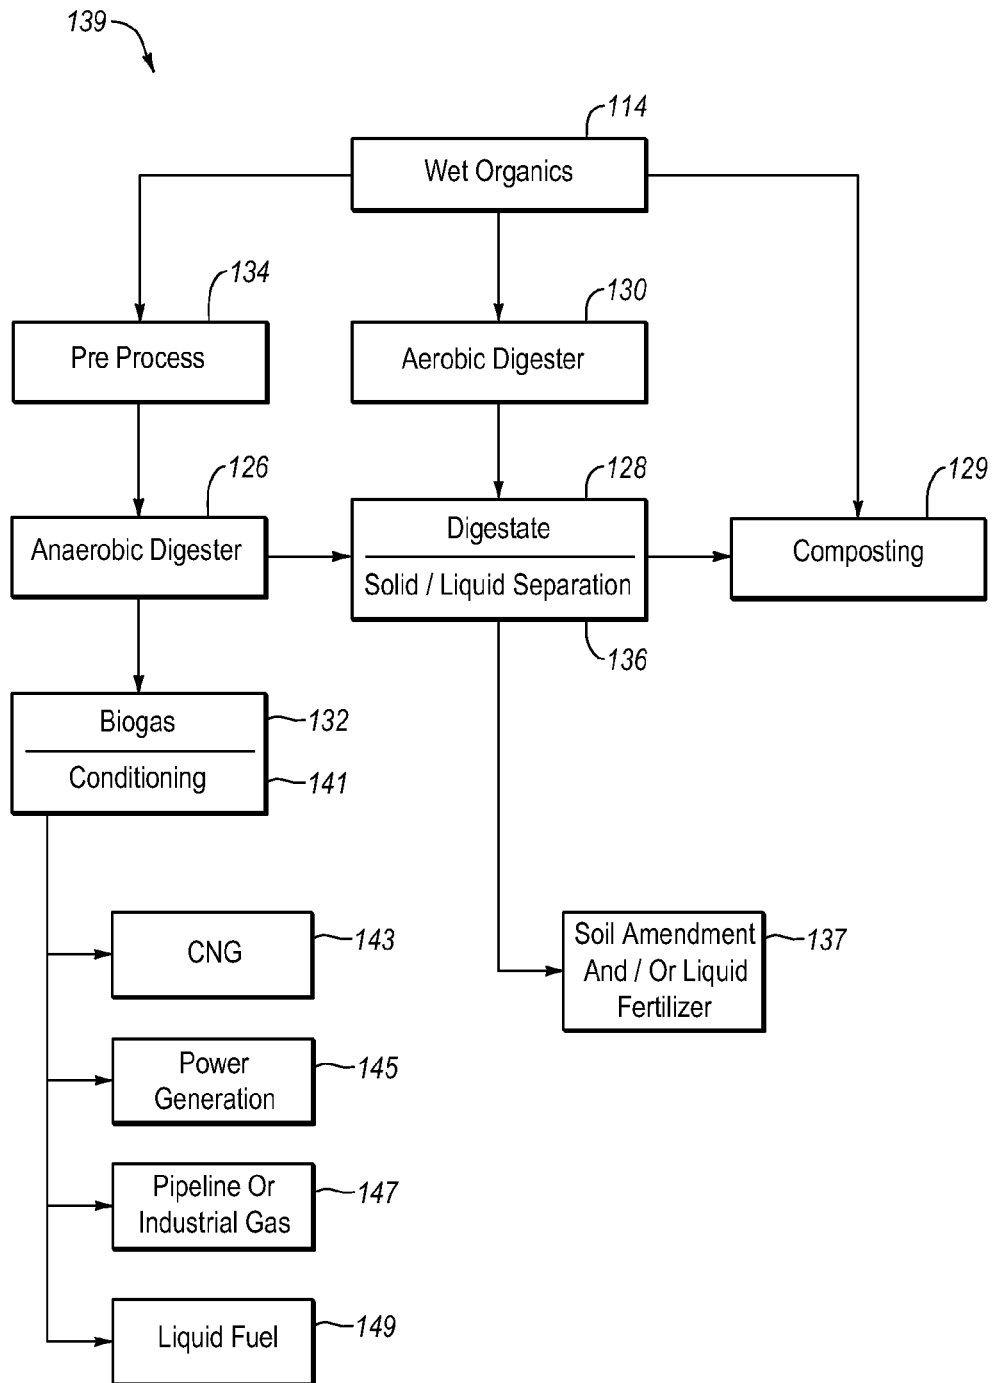 139
114
Wet Organics
134
130
Pre Process
Aerobic Digester
126
128
129
Anaerobic Digester
Digestate
Solid / Liquid Separation
Composting
136
Biogas
132
Conditioning
141
CNG
143
Soil Amendment
And / Or Liquid
Fertilizer
137
Power
Generation
145
Pipeline Or
Industrial Gas
147
Liquid Fuel
149